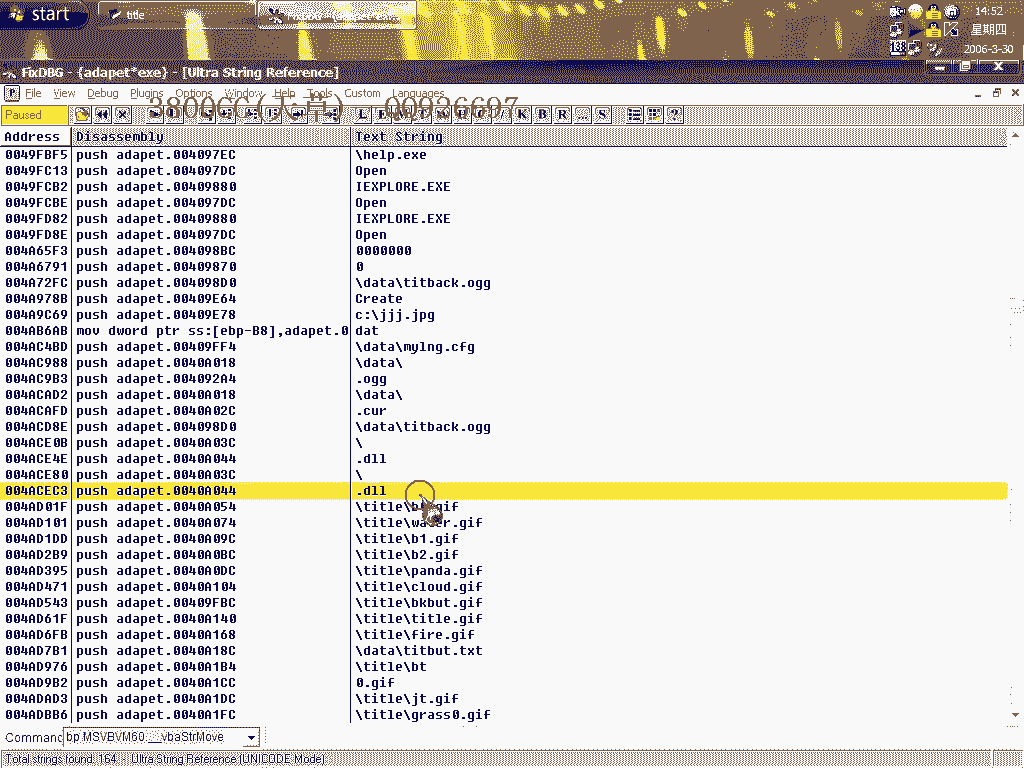 start
title
14:52
星期四
2006-3-30
FixDBG - {adapet*exe} - [Ultra String Reference]
File View Debug Plugins Options Window Help Tools Custom Languages
3800CC(天草) QQ926697
Paused
L E M K B R ... S
Address Disassembly Text String
0049FBF5 push adapet.004097EC \help.exe
0049FC13 push adapet.004097DC Open
0049FCB2 push adapet.00409880 IEXPLORE.EXE
0049FCBE push adapet.004097DC Open
0049FD82 push adapet.00409880 IEXPLORE.EXE
0049FD8E push adapet.004097DC Open
004A65F3 push adapet.004098BC 0000000
004A6791 push adapet.00409870 0
004A72FC push adapet.004098D0 \data\titback.ogg
004A978B push adapet.00409E64 Create
004A9C69 push adapet.00409E78 c:\jjj.jpg
004AB6AB mov dword ptr ss:[ebp-B8],adapet.0 dat
004AC4BD push adapet.00409FF4 \data\mylng.cfg
004AC988 push adapet.0040A018 \data\
004AC9B3 push adapet.004092A4 .ogg
004ACAD2 push adapet.0040A018 \data\
004ACAFD push adapet.0040A02C .cur
004ACD8E push adapet.004098D0 \data\titback.ogg
004ACE0B push adapet.0040A03C \
004ACE4E push adapet.0040A044 .dll
004ACE80 push adapet.0040A03C \
004ACEC3 push adapet.0040A044 .dll
004AD01F push adapet.0040A054
004AD101 push adapet.0040A074 \title\water.gif
004AD1DD push adapet.0040A09C \title\b1.gif
004AD2B9 push adapet.0040A0BC \title\b2.gif
004AD395 push adapet.0040A0DC \title\panda.gif
004AD471 push adapet.0040A104 \title\cloud.gif
004AD543 push adapet.00409FBC \title\bkbut.gif
004AD61F push adapet.0040A140 \title\title.gif
004AD6FB push adapet.0040A168 \title\fire.gif
004AD7B1 push adapet.0040A18C \data\titbut.txt
004AD976 push adapet.0040A1B4 \title\bt
004AD9B2 push adapet.0040A1CC 0.gif
004ADAD3 push adapet.0040A1DC \title\jt.gif
004ADBB6 push adapet.0040A1FC \title\grass0.gif
Command bp MSVBVM60.__vbaStrMove
Total strings found: 164 - Ultra String Reference [UNICODE Mode]